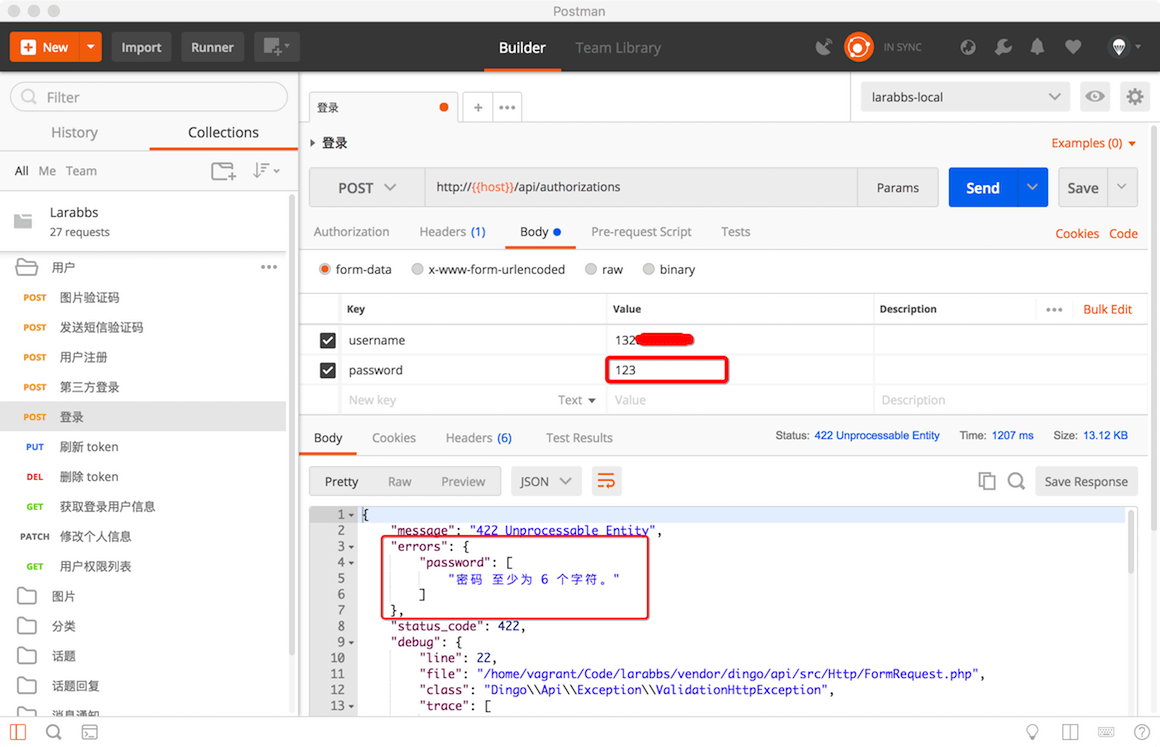 Postman
New
Import
Runner
Builder
Team Library
IN SYNC
Filter
History
Collections
All Me Team
Larabbs
27 requests
用户
POST 图片验证码
POST 发送短信验证码
POST 用户注册
POST 第三方登录
POST 登录
PUT 刷新 token
DEL 删除 token
GET 获取登录用户信息
PATCH 修改个人信息
GET 用户权限列表
图片
分类
话题
话题回复
消息通知
登录
larabbs-local
登录
Examples (0)
POST
http://{{host}}/api/authorizations
Params
Send
Save
Authorization
Headers (1)
Body
Pre-request Script
Tests
Cookies Code
form-data
x-www-form-urlencoded
raw
binary
Key Value Description
Bulk Edit
username 132
password 123
New key Text Value Description
Body
Cookies
Headers (6)
Test Results
Status: 422 Unprocessable Entity Time: 1207 ms Size: 13.12 KB
Pretty Raw Preview
JSON
Save Response
1 {
2 "message": "422 Unprocessable Entity",
3 "errors": {
4 "password": [
5 "密码 至少为 6 个字符。"
6 ]
7 },
8 "status_code": 422,
9 "debug": {
10 "line": 22,
11 "file": "/home/vagrant/Code/larabbs/vendor/dingo/api/src/Http/FormRequest.php",
12 "class": "Dingo\\Api\\Exception\\ValidationHttpException",
13 "trace": [